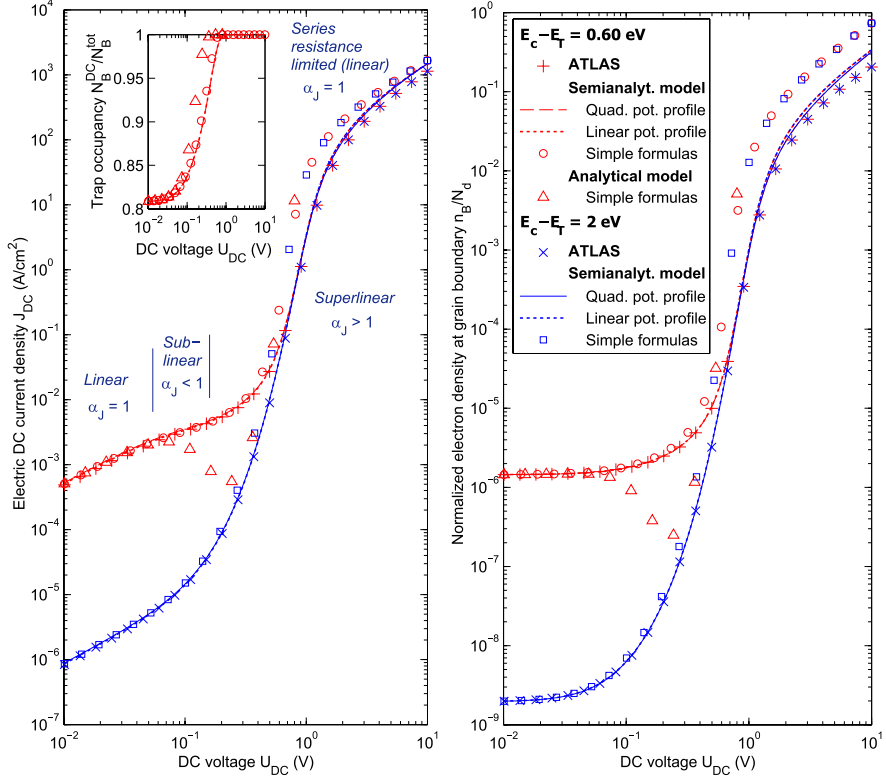 Electric DC current density J_DC (A/cm^2)
10^4
10^3
10^2
10^1
10^0
10^-1
10^-2
10^-3
10^-4
10^-5
10^-6
10^-7
10^-2
10^-1
10^0
10^1
DC voltage U_DC (V)
Trap occupancy N_B^DC/N_B^tot
1
0.95
0.9
0.85
0.8
10^-2
10^-1
10^0
10^1
DC voltage U_DC (V)
Series
resistance
limited (linear)
α_J = 1
Superlinear
α_J > 1
Sub−
linear
α_J < 1
Linear
α_J = 1
Normalized electron density at grain boundary n_B/N_d
10^0
10^-1
10^-2
10^-3
10^-4
10^-5
10^-6
10^-7
10^-8
10^-9
10^-2
10^-1
10^0
10^1
DC voltage U_DC (V)
E_c−E_T = 0.60 eV
ATLAS
Semianalyt. model
Quad. pot. profile
Linear pot. profile
Simple formulas
Analytical model
Simple formulas
E_c−E_T = 2 eV
ATLAS
Semianalyt. model
Quad. pot. profile
Linear pot. profile
Simple formulas